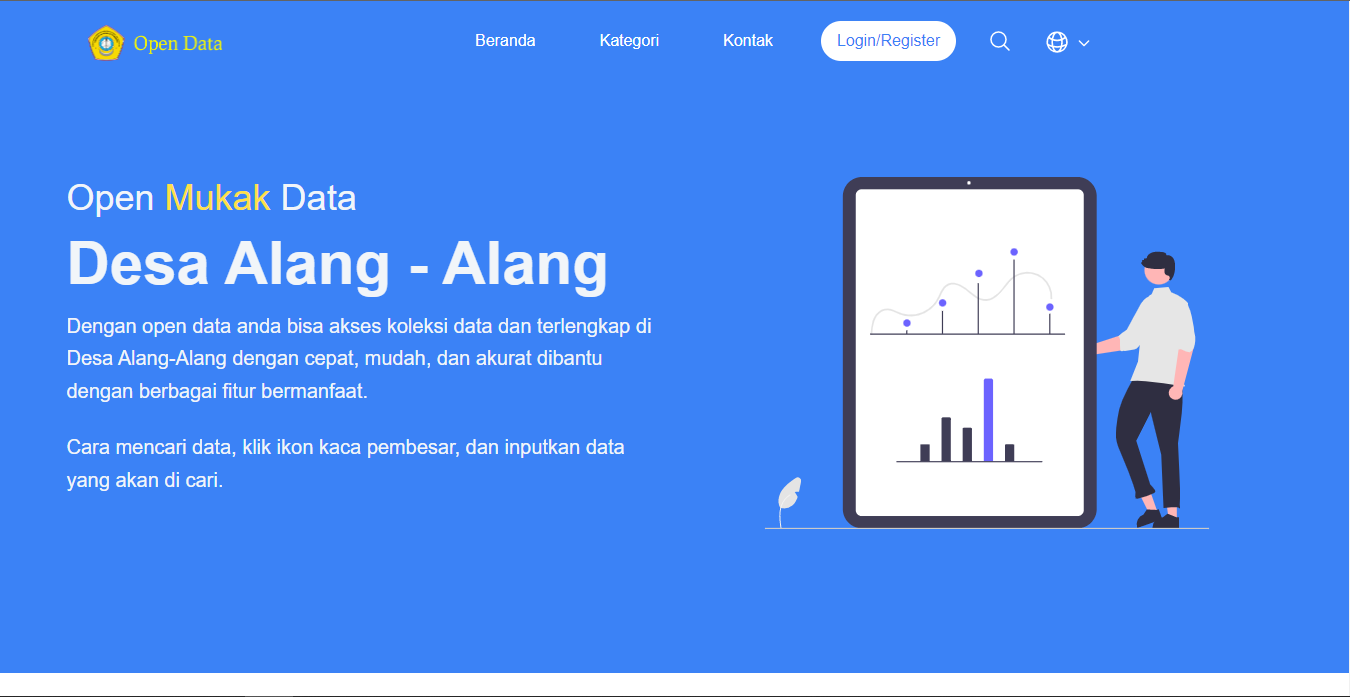 Open Data
Beranda
Kategori
Kontak
Login/Register
Open Mukak Data
Desa Alang - Alang
Dengan open data anda bisa akses koleksi data dan terlengkap di
Desa Alang-Alang dengan cepat, mudah, dan akurat dibantu
dengan berbagai fitur bermanfaat.
Cara mencari data, klik ikon kaca pembesar, dan inputkan data
yang akan di cari.